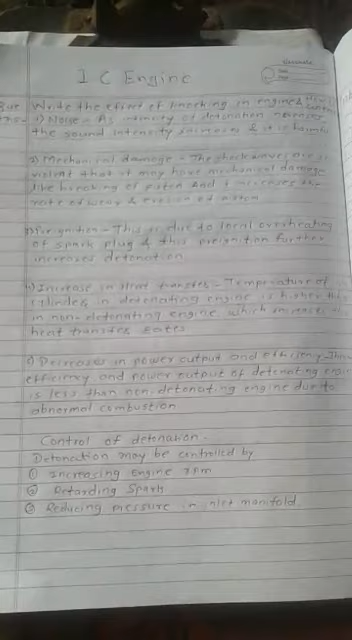 I C Engine
Que Write the effect of knocking in engine &
Ans- 1) Noise - As intensity of detonation
the sound intensity increases & it is harmful
2) Mechanical damage - The shockwaves are so
violent that it may have mechanical damage
like breaking of piston and it increases the
rate of wear & erosion of piston
Pre ignition - This is due to local overheating
of spark plug & this preignition further
increases detonation
4) Increase in Heat transfer - Temperature of
cylinder in detonating engine is higher than
in non-detonating engine which increases the
heat transfer rates
5) Decreases in power output and - The
efficiency and power output of detonating engine
is less than non-detonating engine due to
abnormal combustion
Control of detonation -
Detonation may be controlled by
① Increasing Engine rpm
② Retarding Spark
③ Reducing pressure in inlet manifold